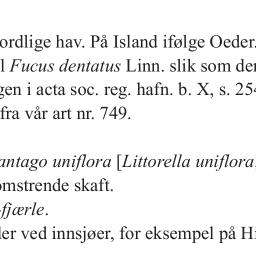 ordlige hav. På Island ifølge Oeder.
l Fucus dentatus Linn. slik som der
gen i acta soc. reg. hafn. b. X, s. 254
fra vår art nr. 749.
antago uniflora [Littorella uniflora
omstrende skaft.
fjærle.
ler ved innsjøer, for eksempel på Hi